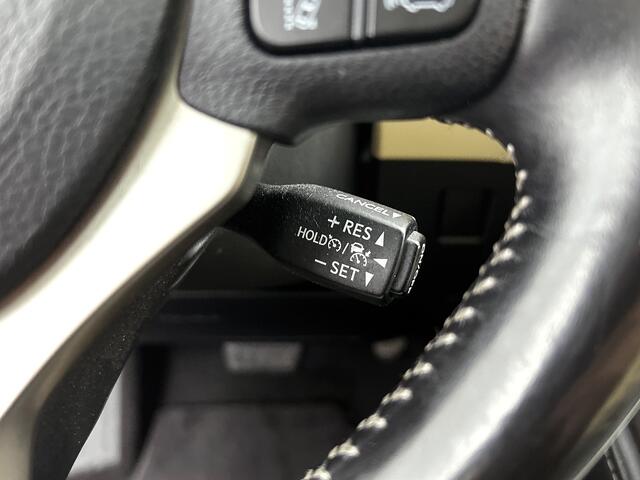 CANCEL
+ RES
HOLD /
- SET